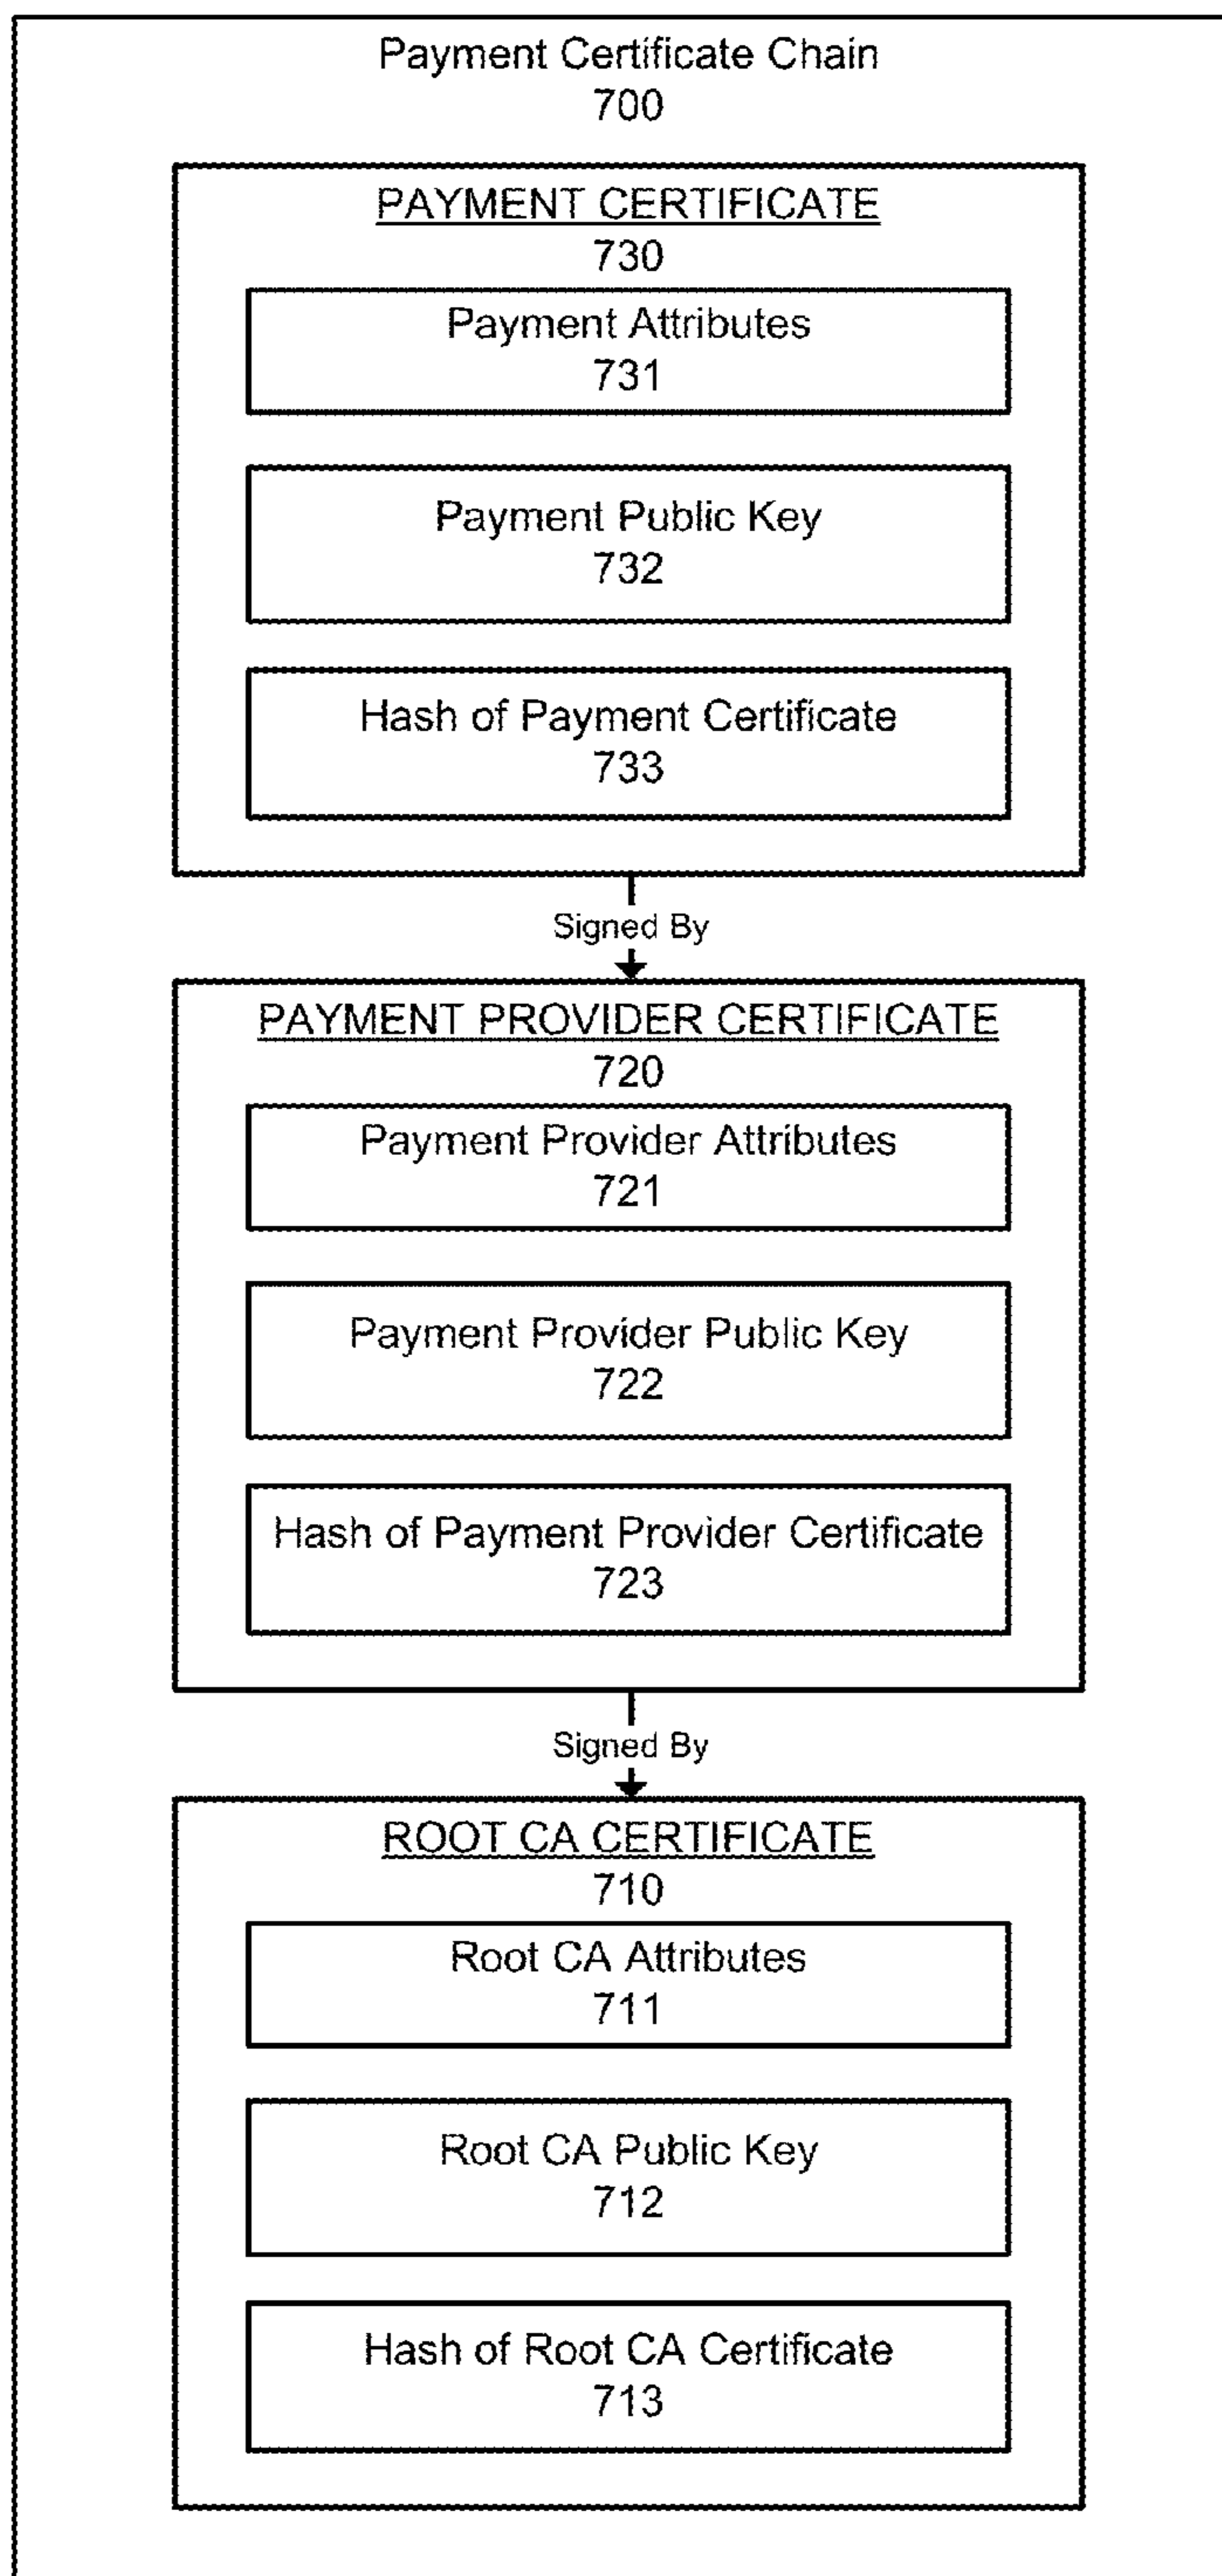 Payment Certificate Chain
700
PAYMENT CERTIFICATE
730
Payment Attributes
731
Payment Public Key
732
Hash of Payment Certificate
733
Signed By
PAYMENT PROVIDER CERTIFICATE
720
Payment Provider Attributes
721
Payment Provider Public Key
722
Hash of Payment Provider Certificate
723
Signed By
ROOT CA CERTIFICATE
710
Root CA Attributes
711
Root CA Public Key
712
Hash of Root CA Certificate
713